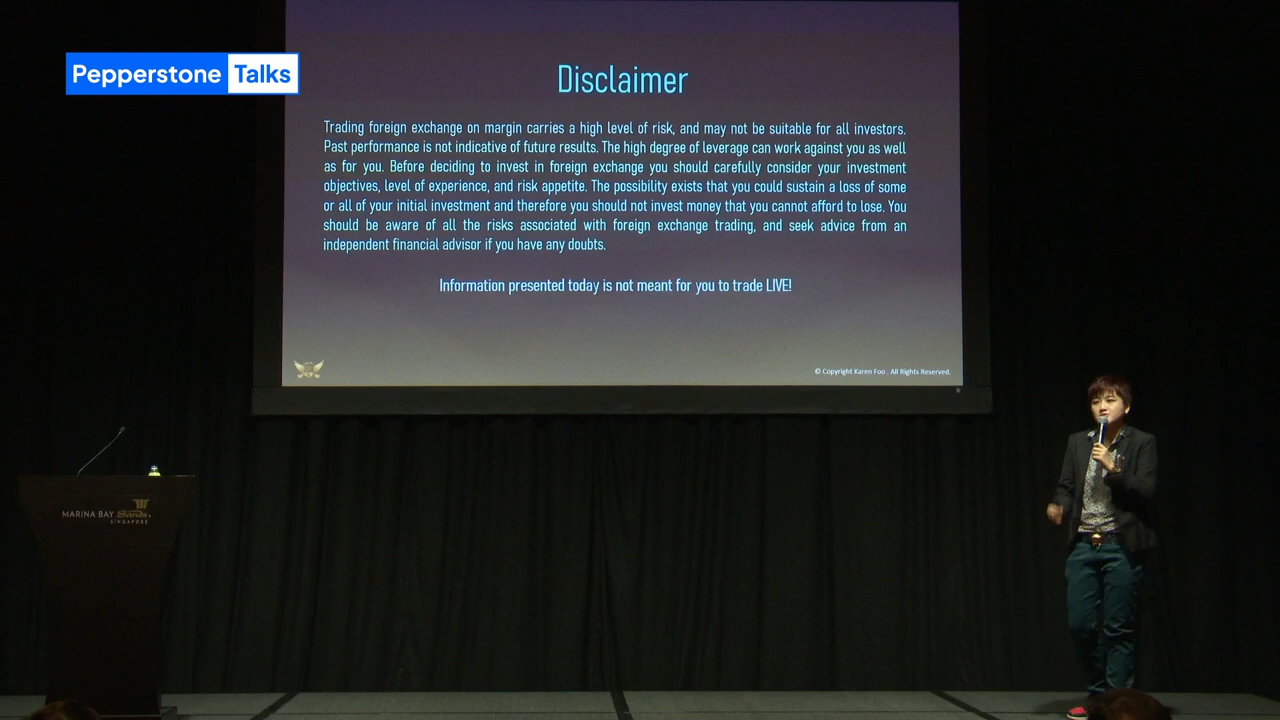 Pepperstone Talks
Disclaimer
Trading foreign exchange on margin carries a high level of risk, and may not be suitable for all investors.
Past performance is not indicative of future results. The high degree of leverage can work against you as well
as for you. Before deciding to invest in foreign exchange you should carefully consider your investment
objectives, level of experience, and risk appetite. The possibility exists that you could sustain a loss of some
or all of your initial investment and therefore you should not invest money that you cannot afford to lose. You
should be aware of all the risks associated with foreign exchange trading, and seek advice from an
independent financial advisor if you have any doubts.
Information presented today is not meant for you to trade LIVE!
© Copyright Karen Foo . All Rights Reserved.
MARINA BAY Sands.
SINGAPORE